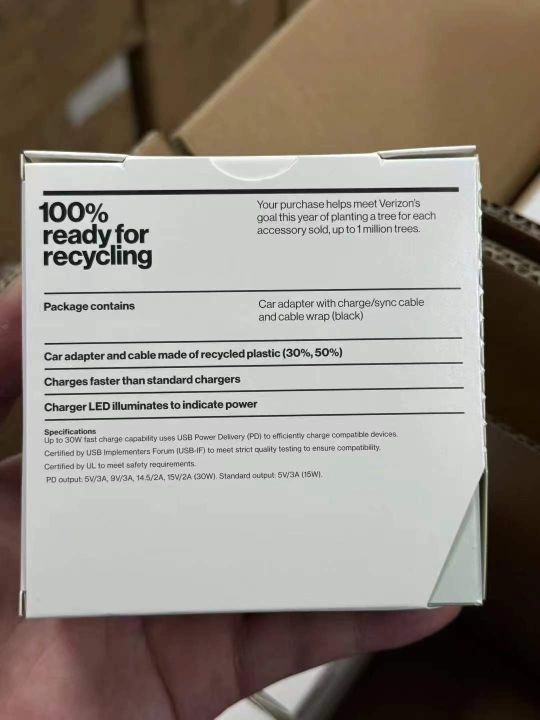 100%
ready for
recycling
Your purchase helps meet Verizon's
goal this year of planting a tree for each
accessory sold, up to 1 million trees.
Package contains
Car adapter with charge/sync cable
and cable wrap (black)
Car adapter and cable made of recycled plastic (30%, 50%)
Charges faster than standard chargers
Charger LED illuminates to indicate power
Specifications
Up to 30W fast charge capability uses USB Power Delivery (PD) to efficiently charge compatible devices.
Certified by USB Implementers Forum (USB-IF) to meet strict quality testing to ensure compatibility.
Certified by UL to meet safety requirements.
PD output: 5V/3A, 9V/3A, 14.5/2A, 15V/2A (30W). Standard output: 5V/3A (15W).